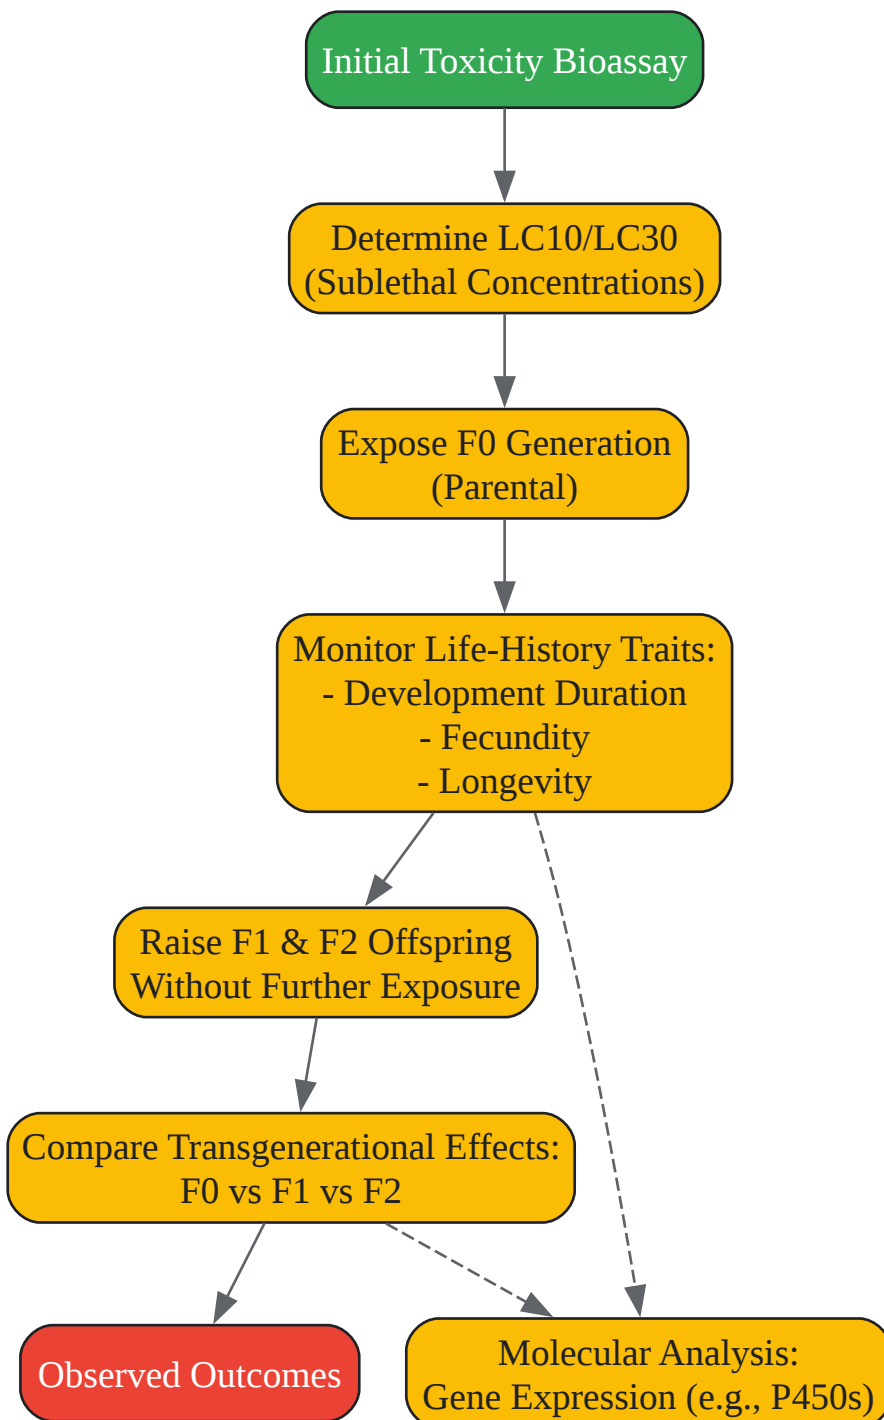 Initial Toxicity Bioassay
Determine LC10/LC30
(Sublethal Concentrations)
Expose F0 Generation
(Parental)
Monitor Life-History Traits:
- Development Duration
- Fecundity
- Longevity
Raise F1 & F2 Offspring
Without Further Exposure
Compare Transgenerational Effects:
F0 vs F1 vs F2
Observed Outcomes
Molecular Analysis:
Gene Expression (e.g., P450s)